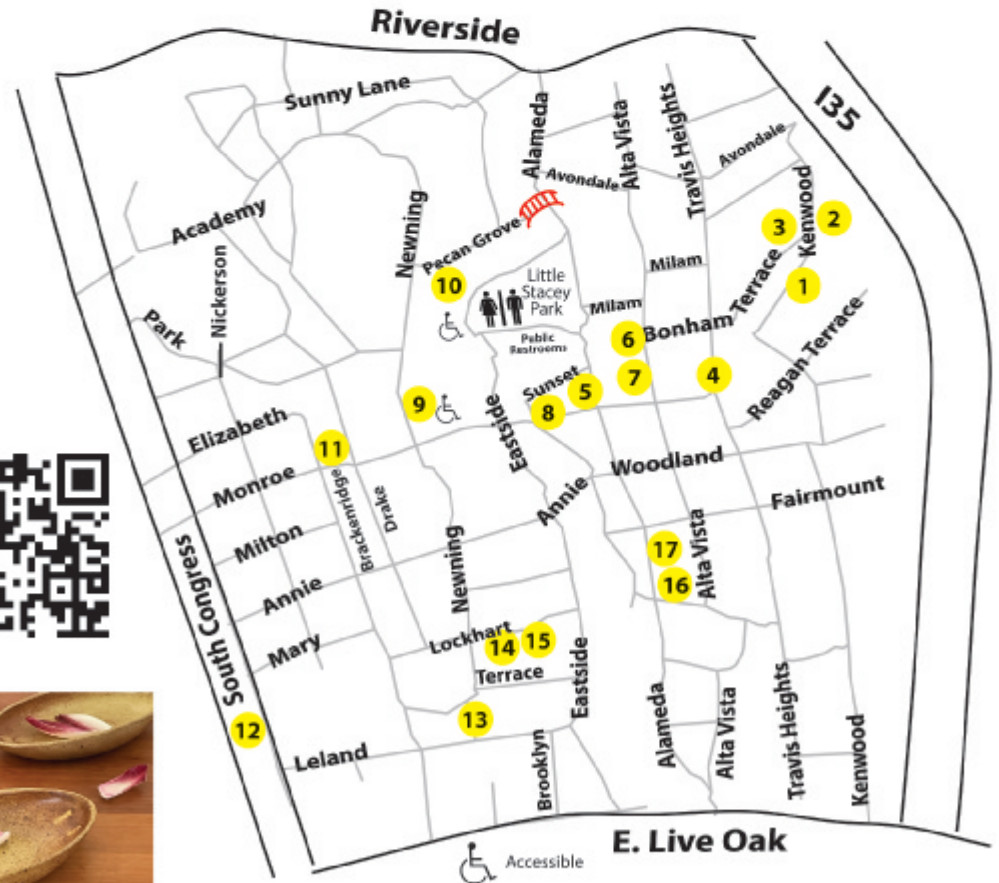 Riverside
Sunny Lane
I35
Alameda
Alta Vista
Travis Heights
Avondale
Avondale
Kenwood
Academy
Newning
Pecan Grove
3
2
10
Little
Stacey
Park
Milam
Terrace
1
Nickerson
Park
Milam
Public
Restrooms
6
Bonham
Reagan Terrace
7
4
Sunset
5
9
8
Elizabeth
11
Eastside
Woodland
Monroe
Brackenridge
Drake
Annie
Fairmount
Milton
17
Alta Vista
16
Annie
Newning
South Congress
Mary
Lockhart
14
15
Terrace
Eastside
12
13
Alameda
Alta Vista
Travis Heights
Kenwood
Leland
Brooklyn
E. Live Oak
Accessible